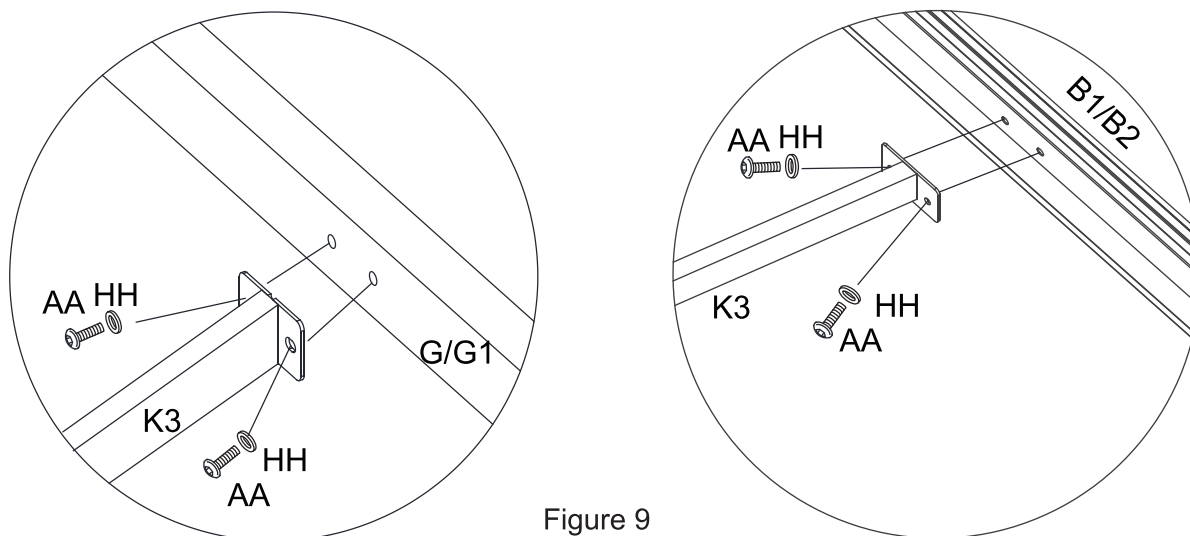 AA HH
G/G1
K3
HH
AA
B1/B2
AA HH
K3
HH
AA
Figure 9